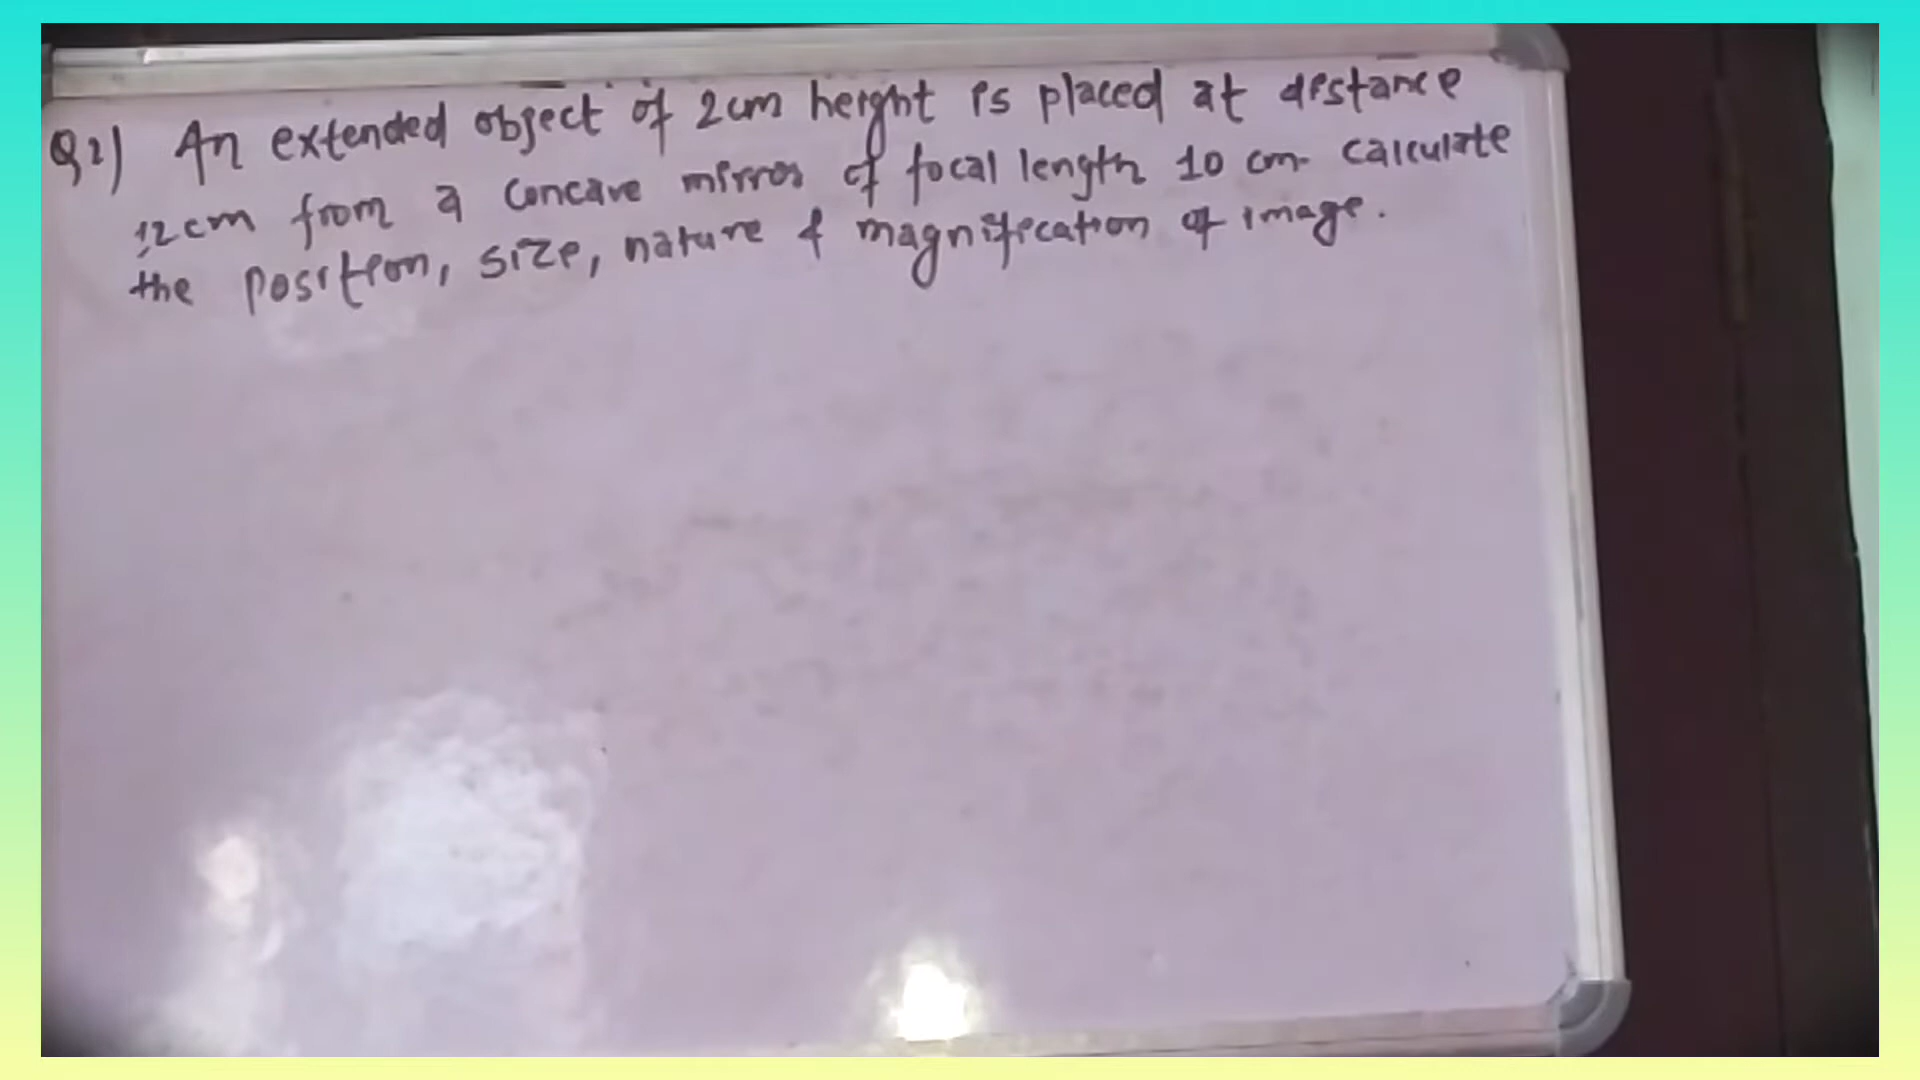 Q2) An extended object of 2cm height is placed at distance
12cm from a concave mirror of focal length 10 cm. calculate
the position, size, nature & magnification of image.